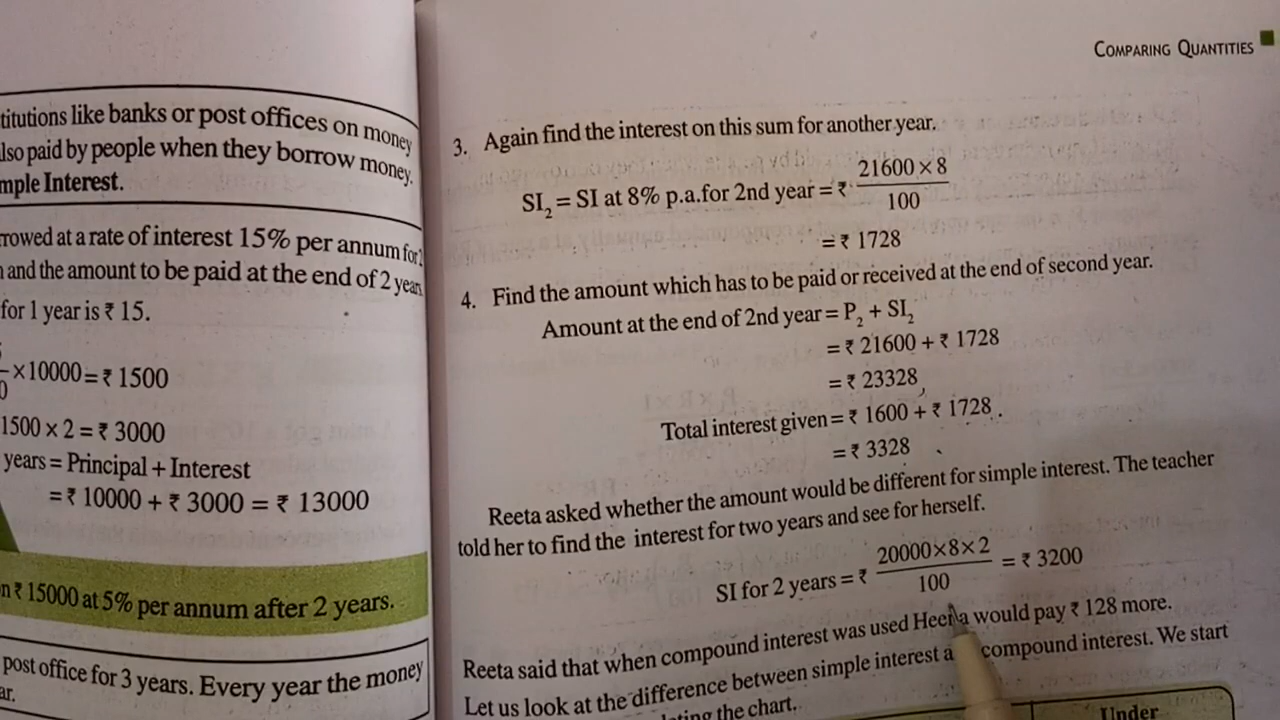 titutions like banks or post offices on money
lso paid by people when they borrow money.
mple Interest.
rrowed at a rate of interest 15% per annum for
and the amount to be paid at the end of 2 years
for 1 year is ₹ 15.
×10000 = ₹ 1500
1500 × 2 = ₹ 3000
years = Principal + Interest
= ₹ 10000 + ₹ 3000 = ₹ 13000
n ₹ 15000 at 5% per annum after 2 years.
post office for 3 years. Every year the money
ar.
COMPARING QUANTITIES
3. Again find the interest on this sum for another year.
SI₂ = SI at 8% p.a.for 2nd year = ₹ 21600 × 8
100
= ₹ 1728
4. Find the amount which has to be paid or received at the end of second year.
Amount at the end of 2nd year = P₂ + SI₂
= ₹ 21600 + ₹ 1728
= ₹ 23328
Total interest given = ₹ 1600 + ₹ 1728
= ₹ 3328
Reeta asked whether the amount would be different for simple interest. The teacher
told her to find the interest for two years and see for herself.
SI for 2 years = ₹ 20000×8×2 = ₹ 3200
100
Reeta said that when compound interest was used Heena would pay ₹ 128 more.
Let us look at the difference between simple interest a compound interest. We start
the chart.
Under